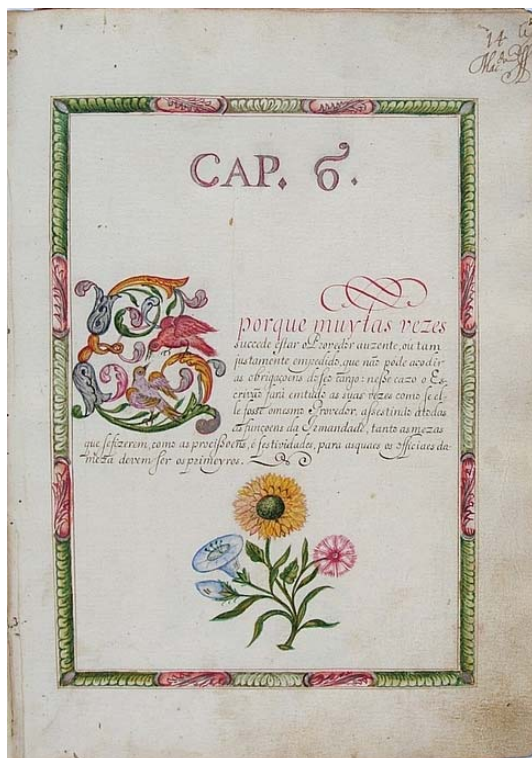 14
CAP. 6.
E porque muytas vezes
succede estar o Provedor auzente, ou tam
justamente empedido, que não póde acodir
as obrigaçoens do seo cargo: nesse cazo o Es-
crivão fará em tudo as suas vezes como se el-
le fosse o mesmo Provedor, assestindo a todas
as funçoens da Irmandade, tanto as mezas
que se fizerem, como as procissoens, e festividades, para as quaes os officiaes da
meza devem ser os primeyros.